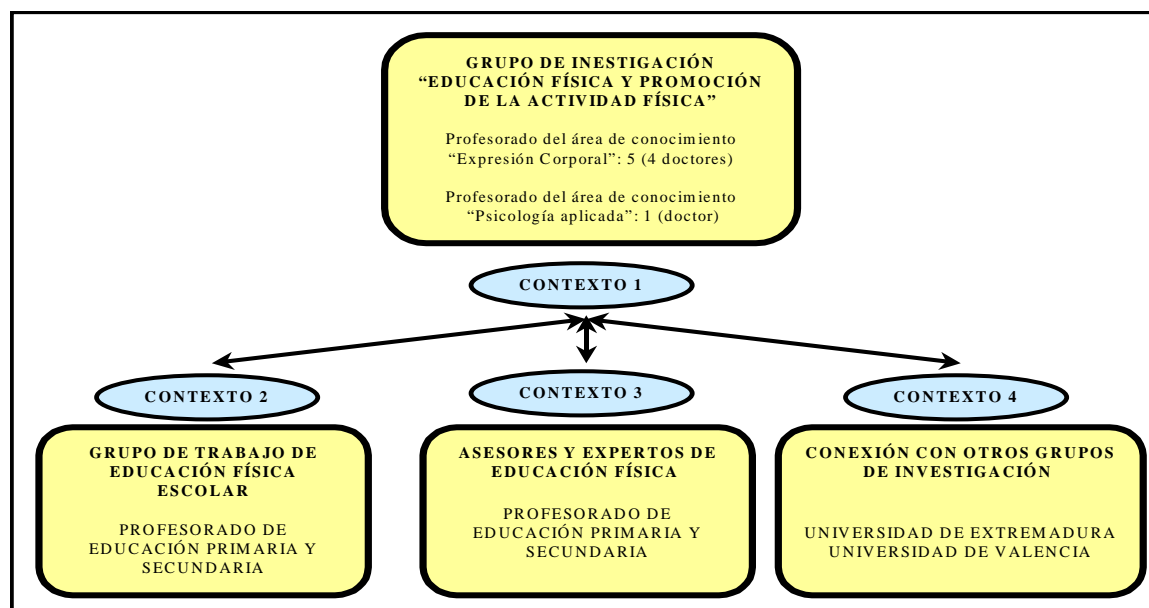 GRUPO DE INESTIGACIÓN
“EDUCACIÓN FÍSICA Y PROMOCIÓN
DE LA ACTIVIDAD FÍSICA”
Profesorado del área de conocimiento
“Expresión Corporal”: 5 (4 doctores)
Profesorado del área de conocimiento
“Psicología aplicada”: 1 (doctor)
CONTEXTO 1
CONTEXTO 2
GRUPO DE TRABAJO DE
EDUCACIÓN FÍSICA
ESCOLAR
PROFESORADO DE
EDUCACIÓN PRIMARIA Y
SECUNDARIA
CONTEXTO 3
ASESORES Y EXPERTOS DE
EDUCACIÓN FÍSICA
PROFESORADO DE
EDUCACIÓN PRIMARIA Y
SECUNDARIA
CONTEXTO 4
CONEXIÓN CON OTROS GRUPOS
DE INVESTIGACIÓN
UNIVERSIDAD DE EXTREMADURA
UNIVERSIDAD DE VALENCIA